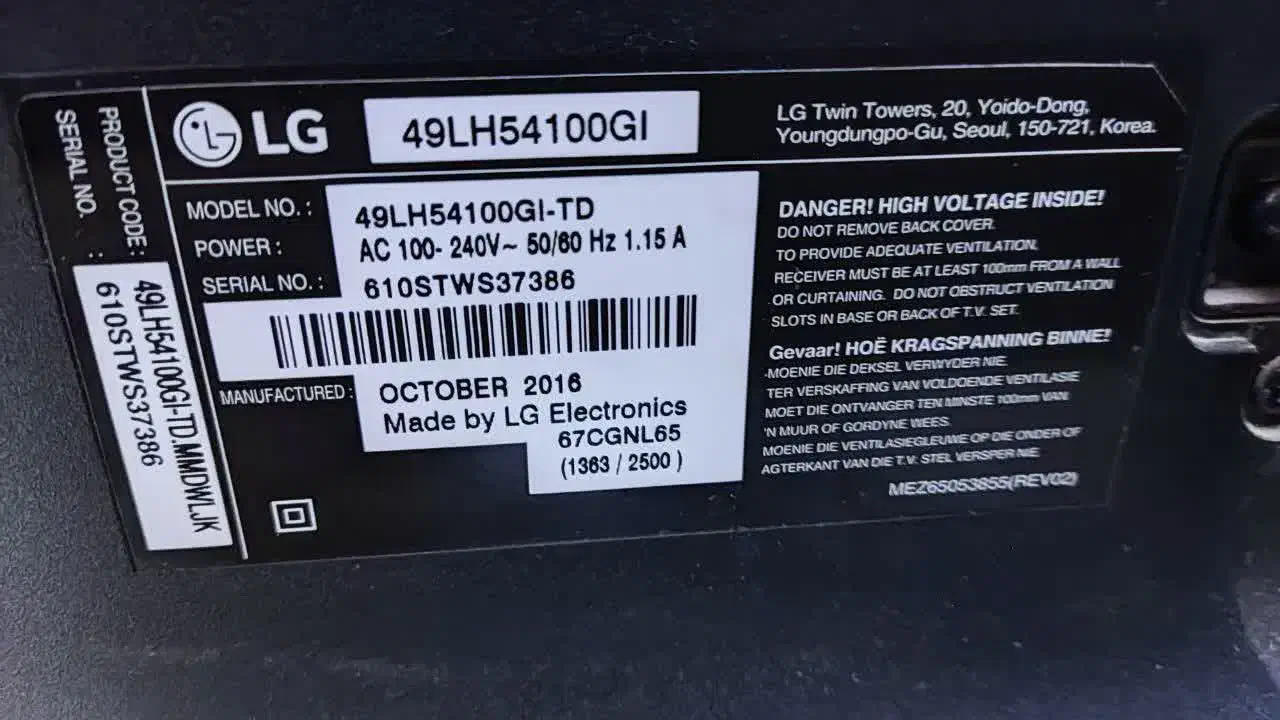 LG
49LH54100GI
LG Twin Towers, 20, Yoido-Dong,
Youngdungpo-Gu, Seoul, 150-721, Korea.
PRODUCT CODE : 49LH54100GI-TD.MMDWLJK
SERIAL NO. : 610STWS37386
MODEL NO. : 49LH54100GI-TD
POWER : AC 100- 240V~ 50/60 Hz 1.15 A
SERIAL NO. : 610STWS37386
MANUFACTURED : OCTOBER 2016
Made by LG Electronics
67CGNL65
(1363 / 2500 )
DANGER! HIGH VOLTAGE INSIDE!
DO NOT REMOVE BACK COVER.
TO PROVIDE ADEQUATE VENTILATION,
RECEIVER MUST BE AT LEAST 100mm FROM A WALL
OR CURTAINING. DO NOT OBSTRUCT VENTILATION
SLOTS IN BASE OR BACK OF T.V. SET.
Gevaar! HOË KRAGSPANNING BINNE!
MOENIE DIE DEKSEL VERWYDER NIE.
TER VERSKAFFING VAN VOLDOENDE VENTILASIE
MOET DIE ONTVANGER TEN MINSTE 100mm VAN
'N MUUR OF GORDYNE WEES.
MOENIE DIE VENTILASIEGLEUWE OP DIE ONDER OF
AGTERKANT VAN DIE T.V. STEL VERSPER NIE
MEZ65053855(REV02)